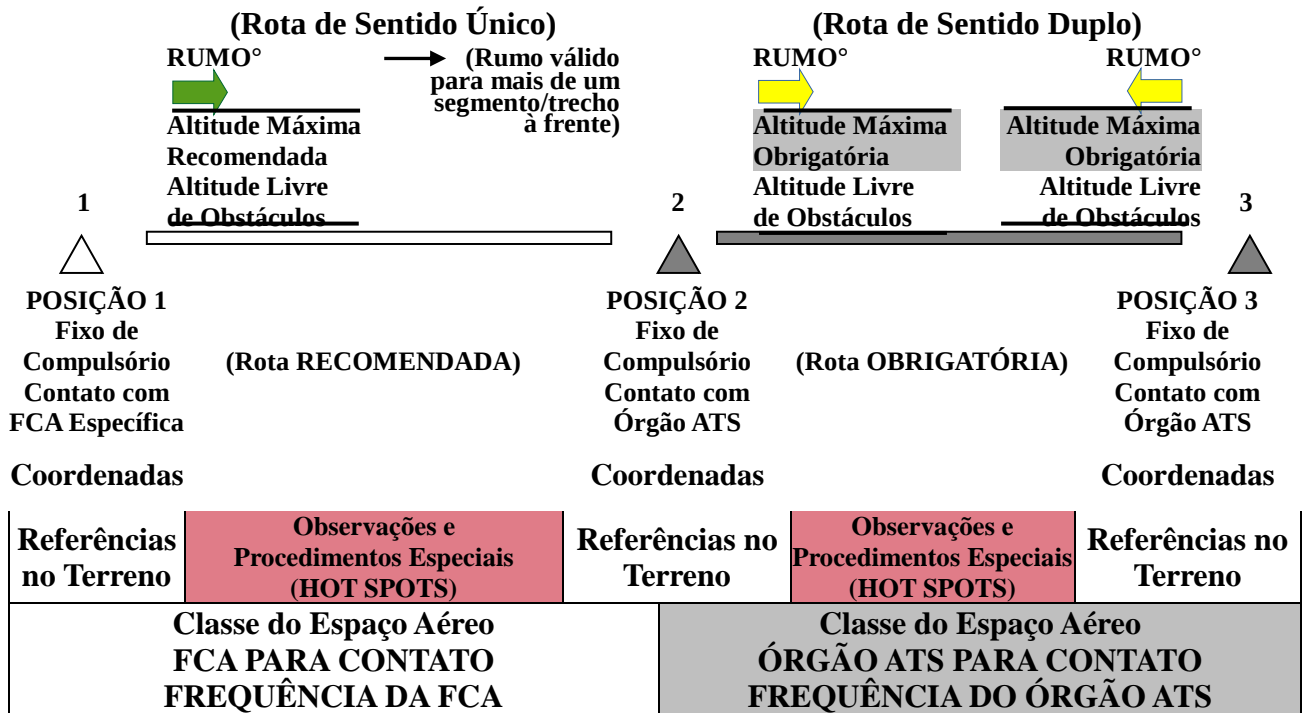 (Rota de Sentido Único)
RUMO°
(Rumo válido
para mais de um
segmento/trecho
à frente)
Altitude Máxima
Recomendada
Altitude Livre
de Obstáculos
(Rota de Sentido Duplo)
RUMO°
RUMO°
Altitude Máxima
Obrigatória
Altitude Livre
de Obstáculos
Altitude Máxima
Obrigatória
Altitude Livre
de Obstáculos
1
2
3
POSIÇÃO 1
Fixo de
Compulsório
Contato com
FCA Específica
(Rota RECOMENDADA)
POSIÇÃO 2
Fixo de
Compulsório
Contato com
Órgão ATS
(Rota OBRIGATÓRIA)
POSIÇÃO 3
Fixo de
Compulsório
Contato com
Órgão ATS
Coordenadas
Coordenadas
Coordenadas
Referências
no Terreno
Observações e
Procedimentos Especiais
(HOT SPOTS)
Referências no
Terreno
Observações e
Procedimentos Especiais
(HOT SPOTS)
Referências no
Terreno
Classe do Espaço Aéreo
FCA PARA CONTATO
FREQUÊNCIA DA FCA
Classe do Espaço Aéreo
ÓRGÃO ATS PARA CONTATO
FREQUÊNCIA DO ÓRGÃO ATS